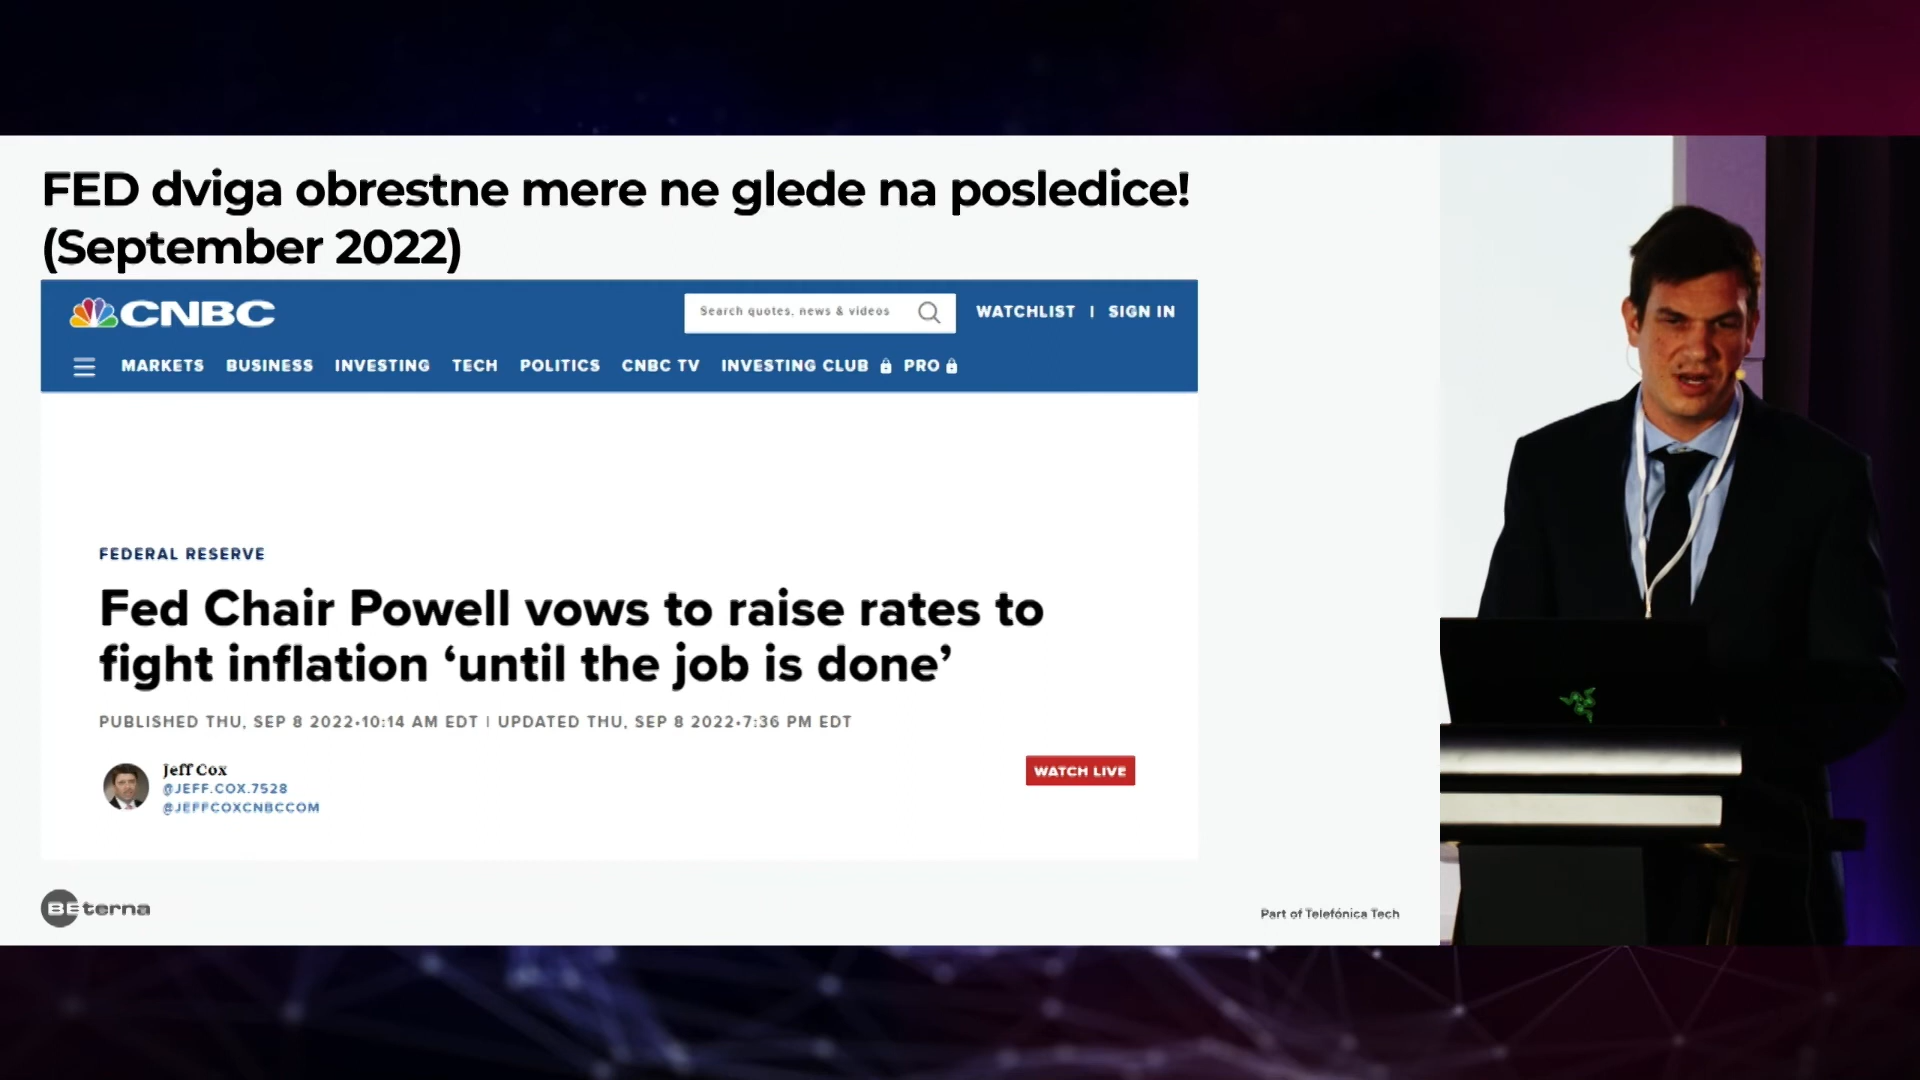 FED dviga obrestne mere ne glede na posledice!
(September 2022)
CNBC
Search quotes, news & videos
WATCHLIST | SIGN IN
MARKETS BUSINESS INVESTING TECH POLITICS CNBC TV INVESTING CLUB PRO
FEDERAL RESERVE
Fed Chair Powell vows to raise rates to
fight inflation ‘until the job is done’
PUBLISHED THU, SEP 8 2022•10:14 AM EDT | UPDATED THU, SEP 8 2022•7:36 PM EDT
Jeff Cox
@JEFF.COX.7528
@JEFFCOXCNBCCOM
WATCH LIVE
BEterna
Part of Telefónica Tech